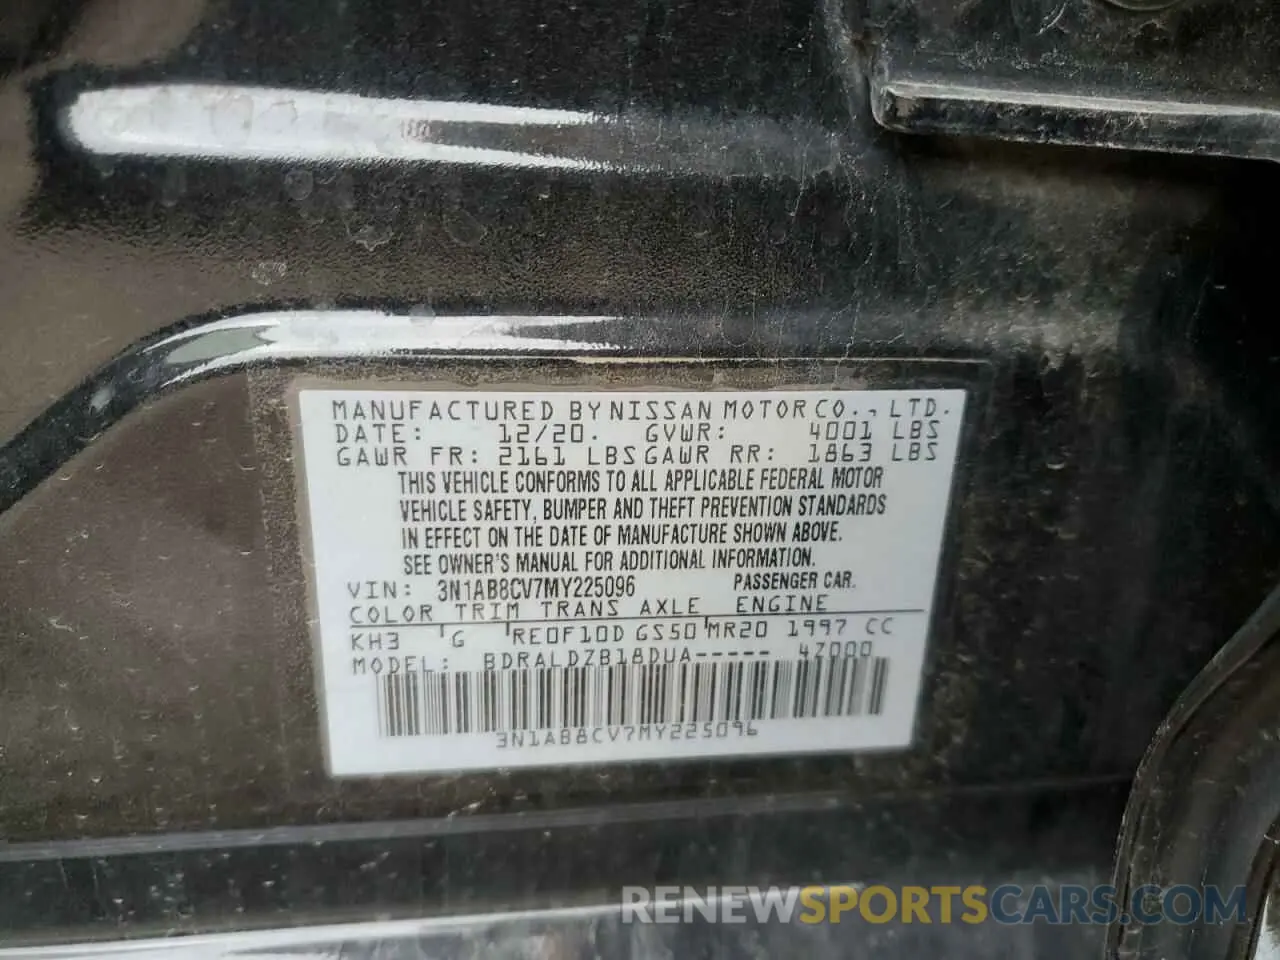 MANUFACTURED BY NISSAN MOTOR CO., LTD.
DATE: 12/20. GVWR: 4001 LBS
GAWR FR: 2161 LBS GAWR RR: 1863 LBS
THIS VEHICLE CONFORMS TO ALL APPLICABLE FEDERAL MOTOR
VEHICLE SAFETY, BUMPER AND THEFT PREVENTION STANDARDS
IN EFFECT ON THE DATE OF MANUFACTURE SHOWN ABOVE.
SEE OWNER'S MANUAL FOR ADDITIONAL INFORMATION.
VIN: 3N1AB8CV7MY225096 PASSENGER CAR.
COLOR TRIM TRANS AXLE ENGINE
KH3 G RE0F10D GS50 MR20 1997 CC
MODEL: BDRALDZB18DUA----- 4Z000
3N1AB8CV7MY225096
RENEWSPORTSCARS.COM